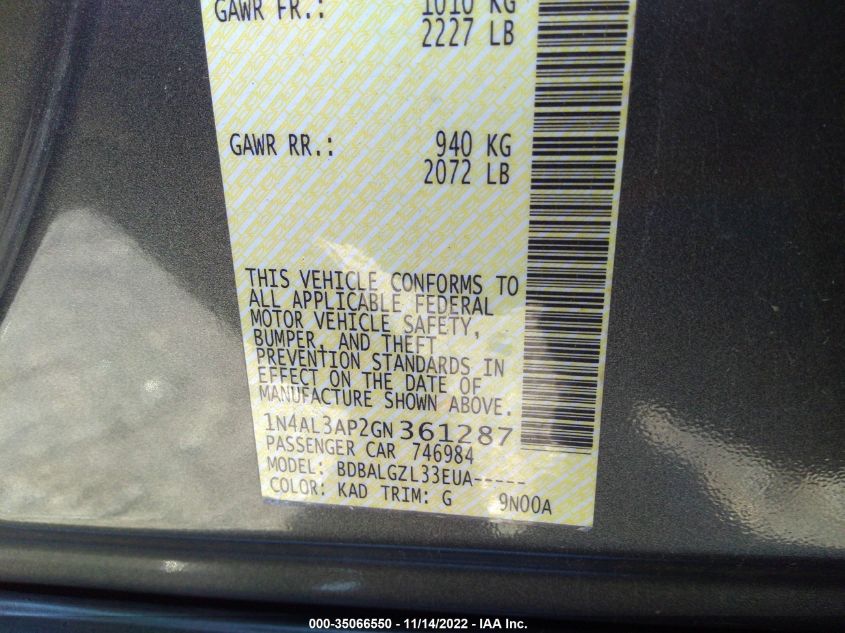 GAWR FR.: 1010 KG
2227 LB
GAWR RR.: 940 KG
2072 LB
THIS VEHICLE CONFORMS TO
ALL APPLICABLE FEDERAL
MOTOR VEHICLE SAFETY,
BUMPER, AND THEFT
PREVENTION STANDARDS IN
EFFECT ON THE DATE OF
MANUFACTURE SHOWN ABOVE.
1N4AL3AP2GN361287
PASSENGER CAR 746984
MODEL: BDBALGZL33EUA-----
COLOR: KAD TRIM: G 9N00A
000-35066550 - 11/14/2022 - IAA Inc.